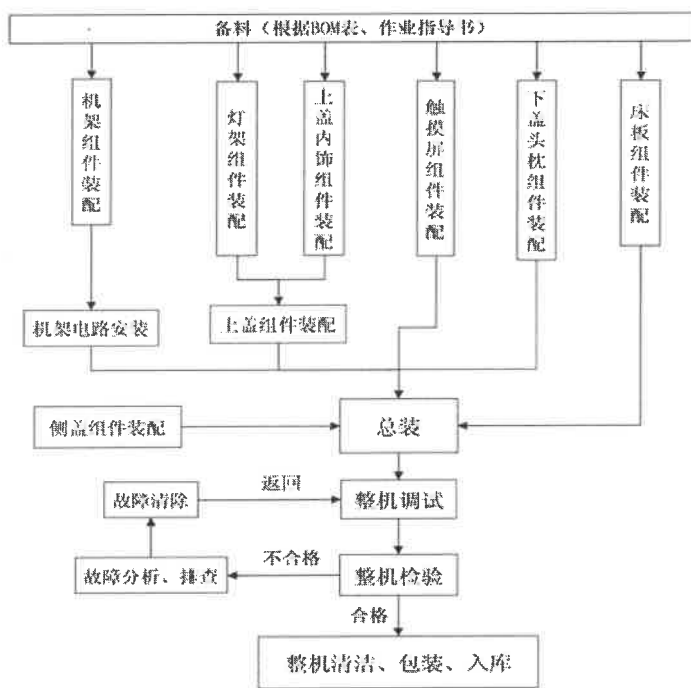 备料（根据BOM表、作业指导书）
机架组件装配
灯架组件装配
上盖内饰组件装配
触摸屏组件装配
下盖头枕组件装配
床板组件装配
机架电路安装
上盖组件装配
侧盖组件装配
总装
故障清除
返回
整机调试
故障分析、排查
不合格
整机检验
合格
整机清洁、包装、入库